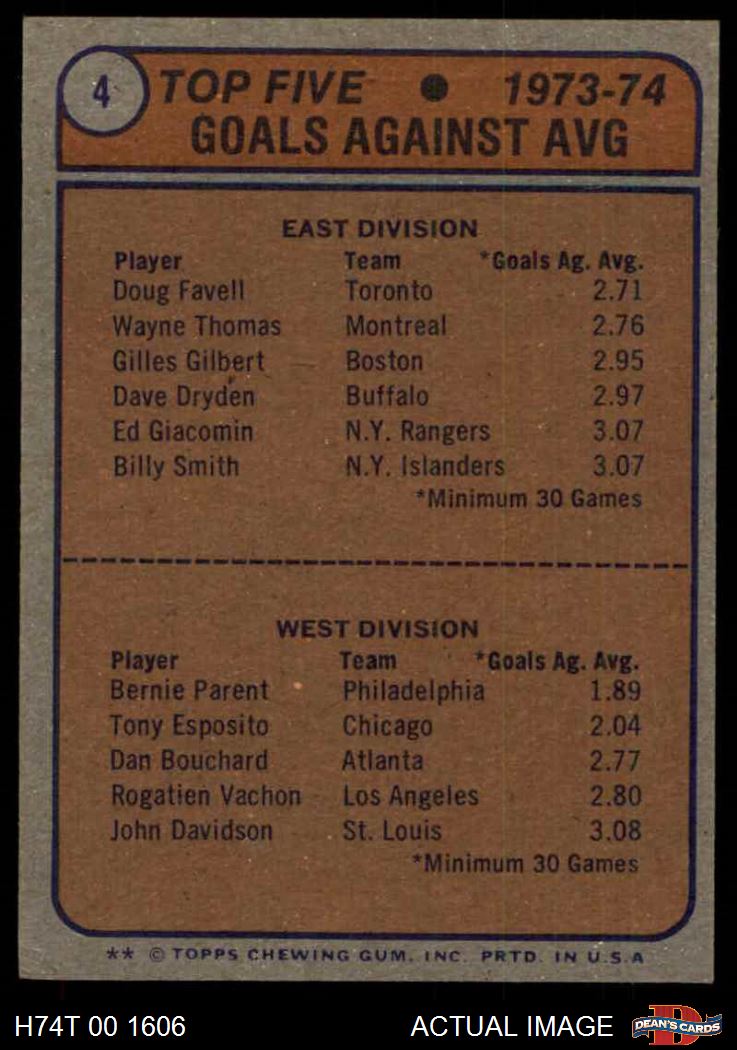 4 TOP FIVE ● 1973-74
GOALS AGAINST AVG
EAST DIVISION
Player Team *Goals Ag. Avg.
Doug Favell Toronto 2.71
Wayne Thomas Montreal 2.76
Gilles Gilbert Boston 2.95
Dave Dryden Buffalo 2.97
Ed Giacomin N.Y. Rangers 3.07
Billy Smith N.Y. Islanders 3.07
*Minimum 30 Games
WEST DIVISION
Player Team *Goals Ag. Avg.
Bernie Parent Philadelphia 1.89
Tony Esposito Chicago 2.04
Dan Bouchard Atlanta 2.77
Rogatien Vachon Los Angeles 2.80
John Davidson St. Louis 3.08
*Minimum 30 Games
** © TOPPS CHEWING GUM, INC. PRTD. IN U.S.A
H74T 00 1606 ACTUAL IMAGE D DEAN'S CARDS